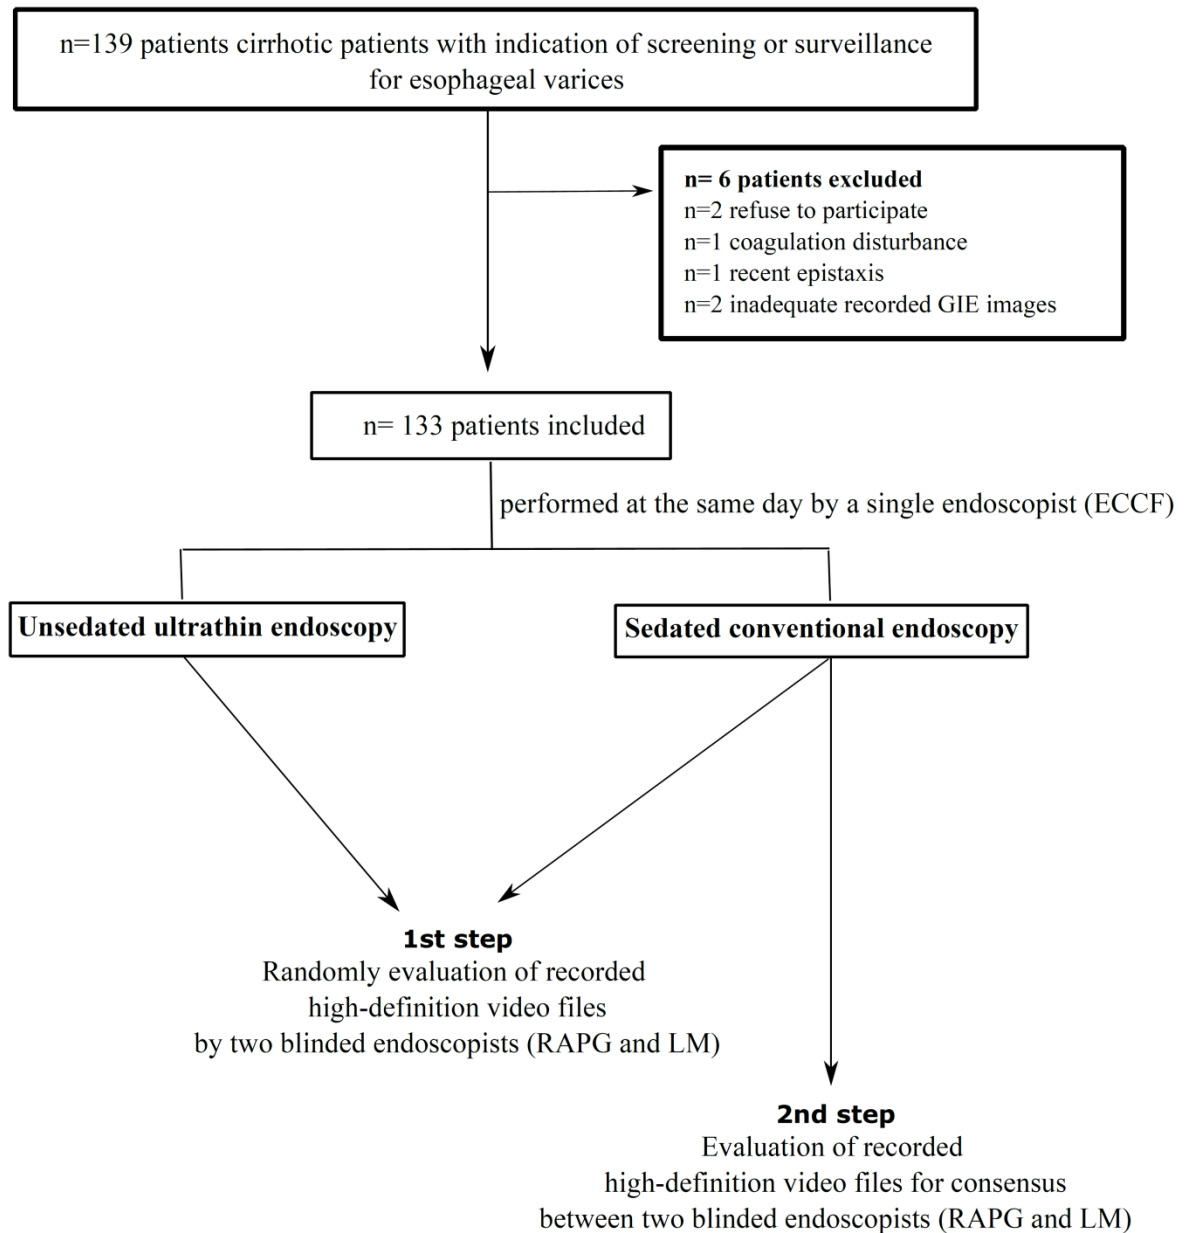 n=139 patients cirrhotic patients with indication of screening or surveillance
for esophageal varices
n= 6 patients excluded
n=2 refuse to participate
n=1 coagulation disturbance
n=1 recent epistaxis
n=2 inadequate recorded GIE images
n= 133 patients included
performed at the same day by a single endoscopist (ECCF)
Unsedated ultrathin endoscopy
Sedated conventional endoscopy
1st step
Randomly evaluation of recorded
high-definition video files
by two blinded endoscopists (RAPG and LM)
2nd step
Evaluation of recorded
high-definition video files for consensus
between two blinded endoscopists (RAPG and LM)